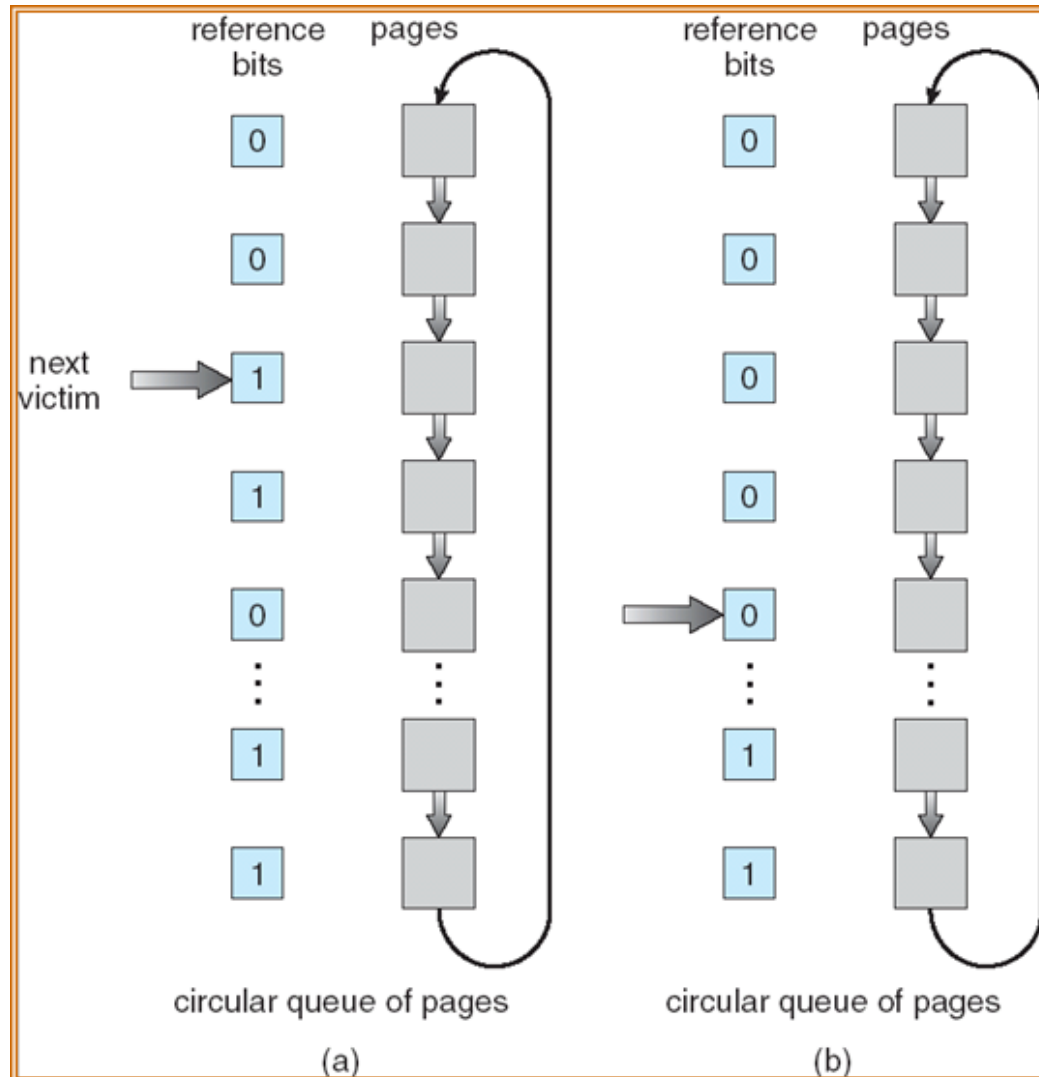 reference pages
bits
0
0
next
victim
1
1
0
1
1
circular queue of pages
(a)
reference pages
bits
0
0
0
0
0
1
1
circular queue of pages
(b)